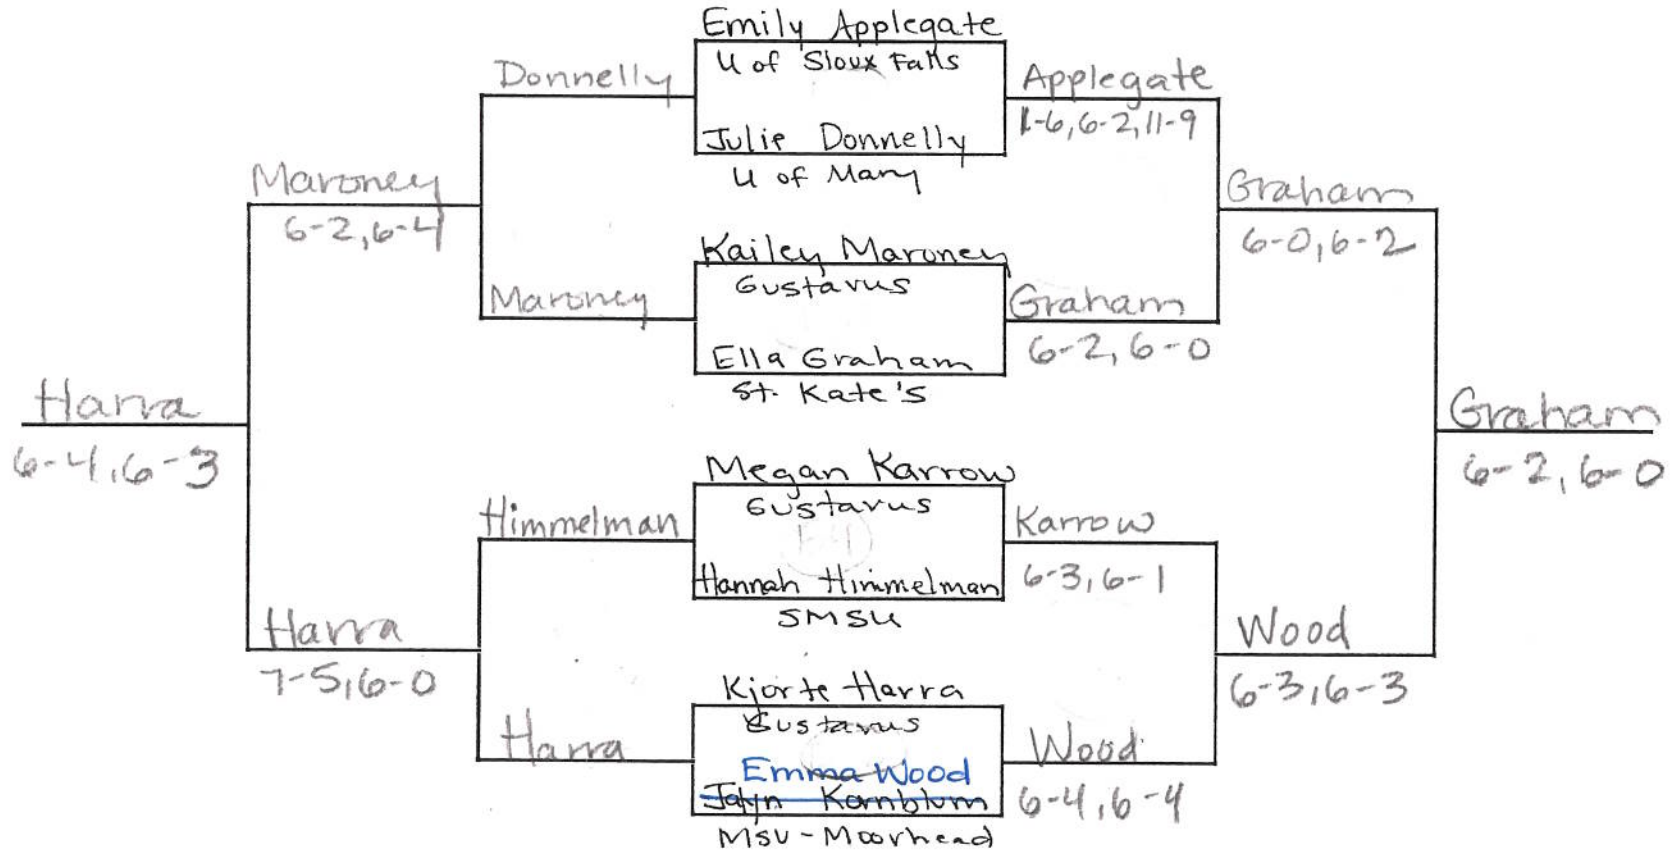 Emily Applegate
U of Sioux Falls
Donnelly
Applegate
1-6, 6-2, 11-9
Julie Donnelly
U of Mary
Maroney
6-2, 6-4
Graham
6-0, 6-2
Kailey Maroney
Gustavus
Maroney
Graham
6-2, 6-0
Ella Graham
St. Kate's
Harra
6-4, 6-3
Graham
6-2, 6-0
Megan Karrow
Gustavus
Himmelman
Karrow
6-3, 6-1
Hannah Himmelman
SMSU
Harra
7-5, 6-0
Wood
6-3, 6-3
Kjorte Harra
Gustavus
Harra
Wood
6-4, 6-4
Emma Wood
Kornblum
MSU-Moorhead